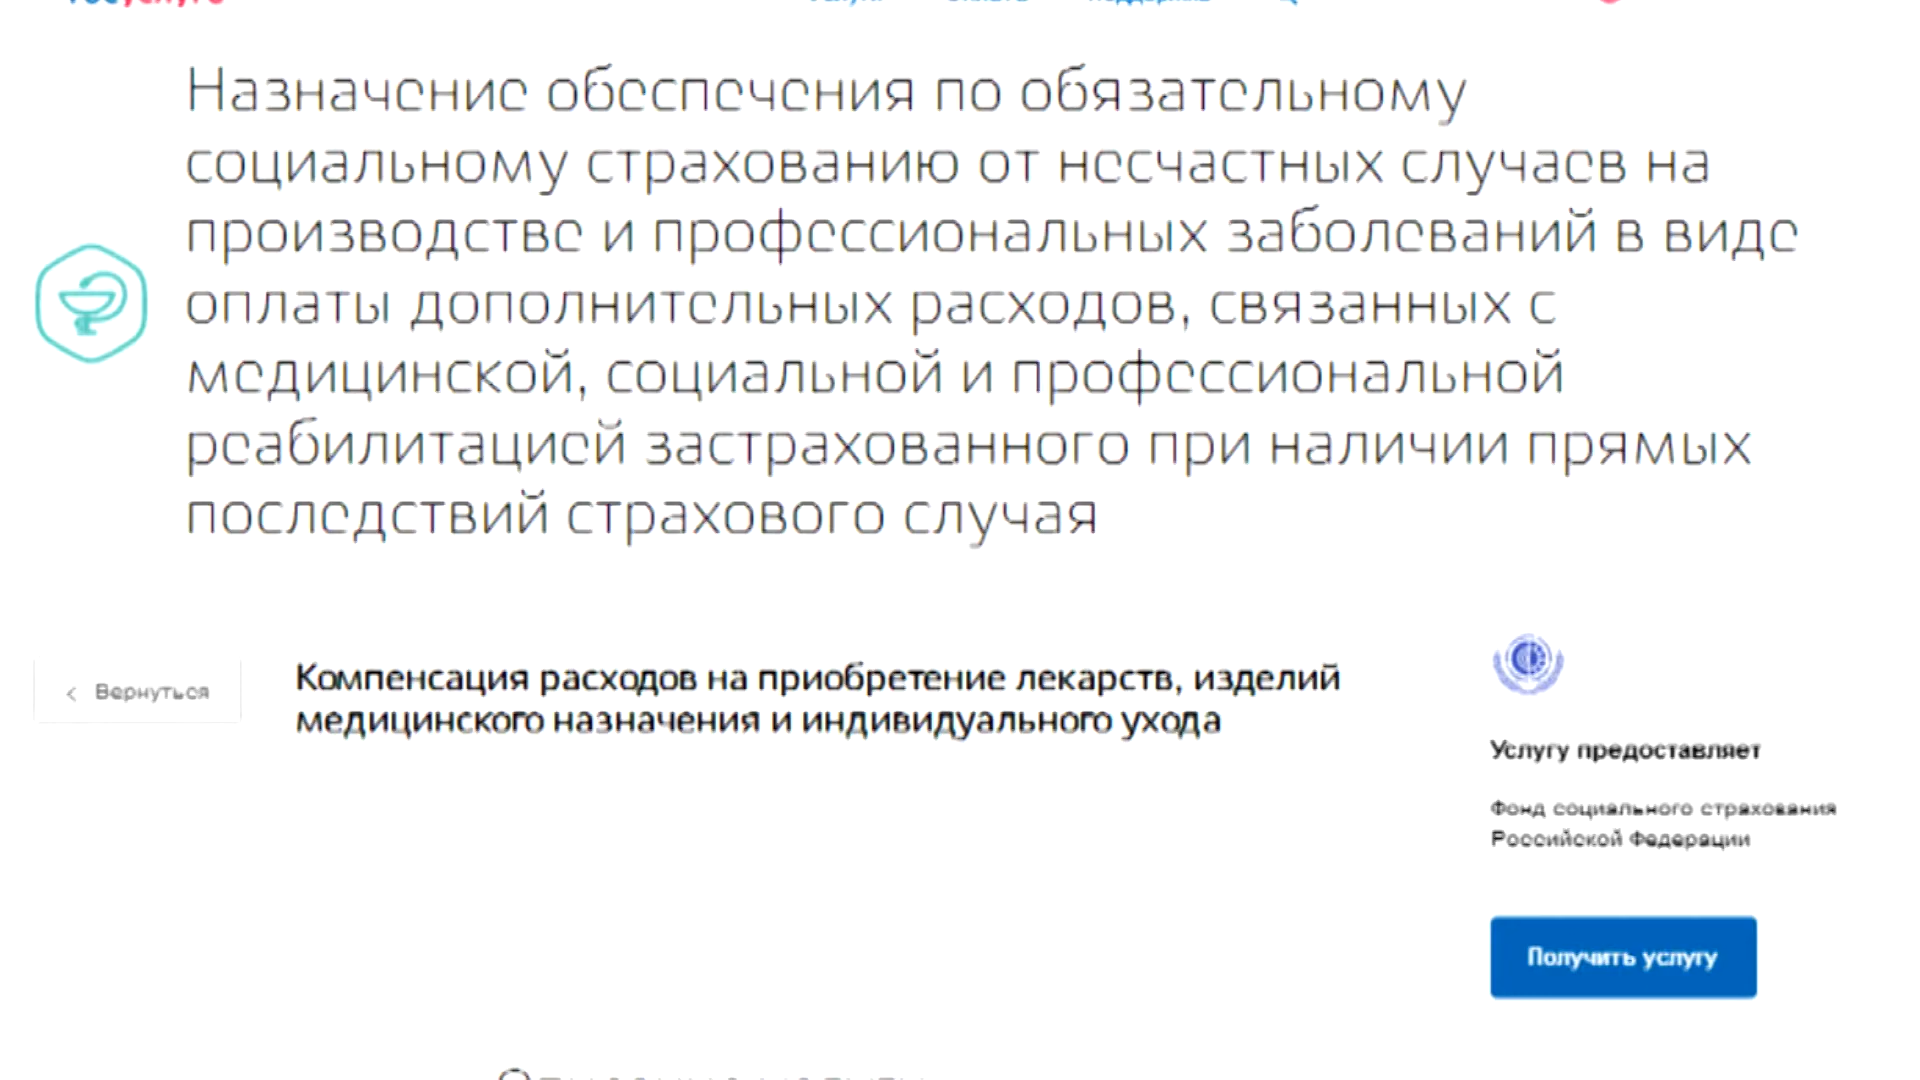 Назначение обеспечения по обязательному
социальному страхованию от несчастных случаев на
производстве и профессиональных заболеваний в виде
оплаты дополнительных расходов, связанных с
медицинской, социальной и профессиональной
реабилитацией застрахованного при наличии прямых
последствий страхового случая
Вернуться
Компенсация расходов на приобретение лекарств, изделий
медицинского назначения и индивидуального ухода
Услугу предоставляет
Фонд социального страхования
Российской Федерации
Получить услугу